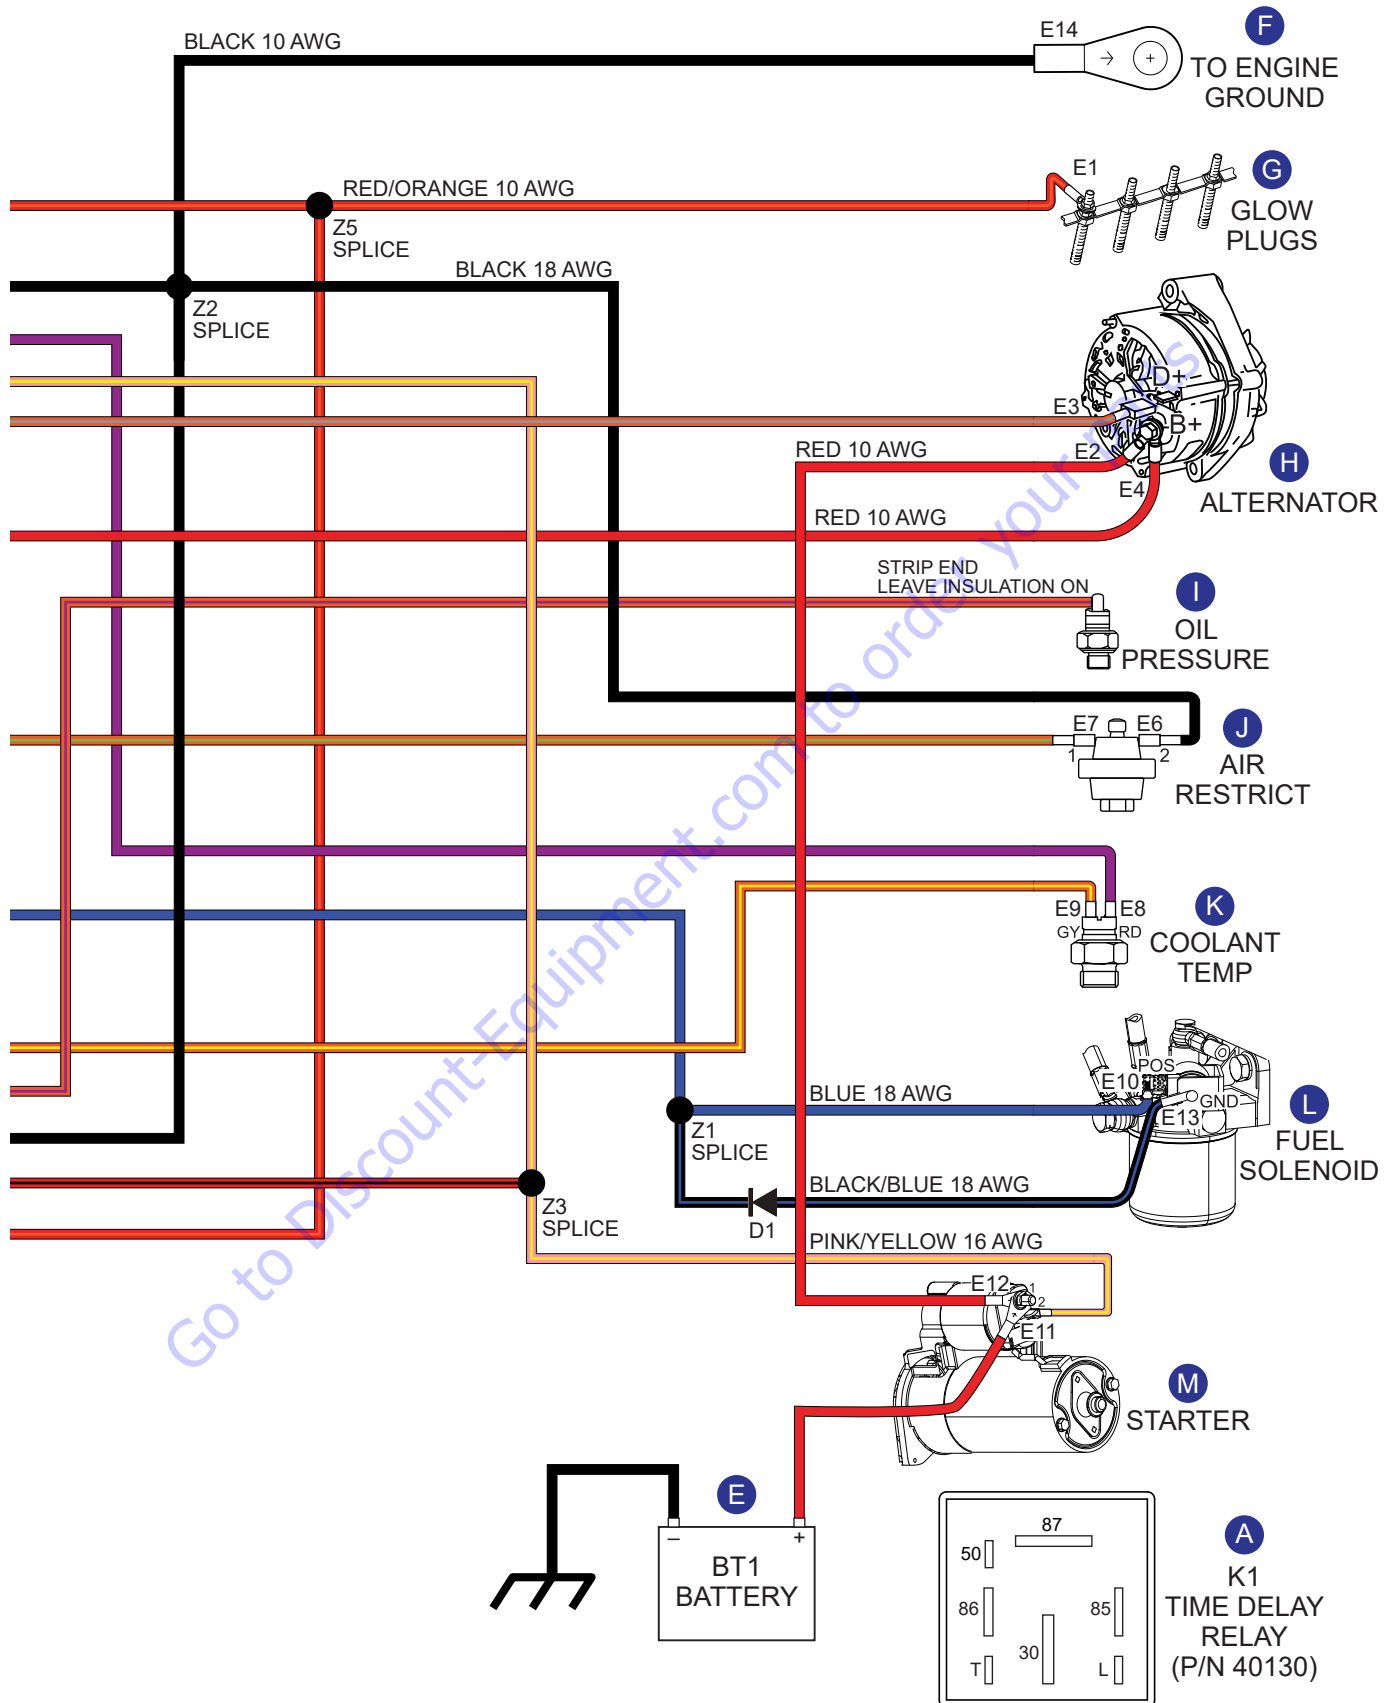 BLACK 10 AWG
E14
F
TO ENGINE
GROUND
RED/ORANGE 10 AWG
E1
G
GLOW
PLUGS
Z5
SPLICE
BLACK 18 AWG
Z2
SPLICE
D+
E3
B+
RED 10 AWG
E2
H
E4
ALTERNATOR
RED 10 AWG
STRIP END
LEAVE INSULATION ON
I
OIL
PRESSURE
E7
E6
J
1
2
AIR
RESTRICT
E9
E8
K
GY
RD
COOLANT
TEMP
POS
E10
BLUE 18 AWG
GND
L
E13
Z1
SPLICE
FUEL
SOLENOID
BLACK/BLUE 18 AWG
Z3
SPLICE
D1
PINK/YELLOW 16 AWG
E12
1
2
E11
M
STARTER
E
–
+
BT1
BATTERY
87
50
A
86
85
30
T
L
K1
TIME DELAY
RELAY
(P/N 40130)
Go to Discount-Equipment.com to order your parts